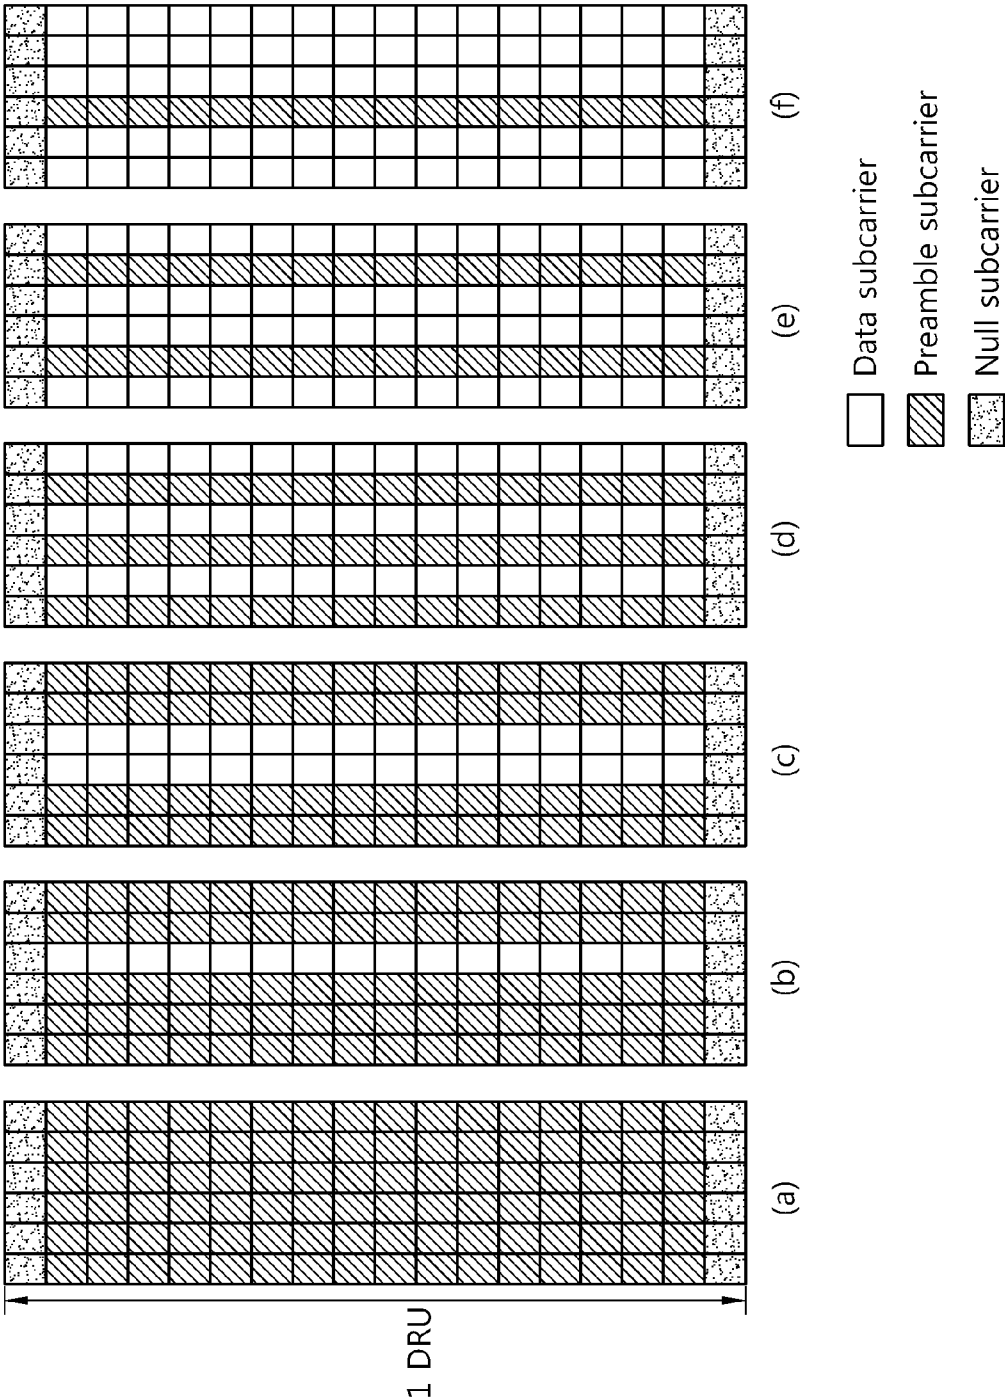 1 DRU
(a)
(b)
(c)
(d)
(e)
(f)
Data subcarrier
Preamble subcarrier
Null subcarrier